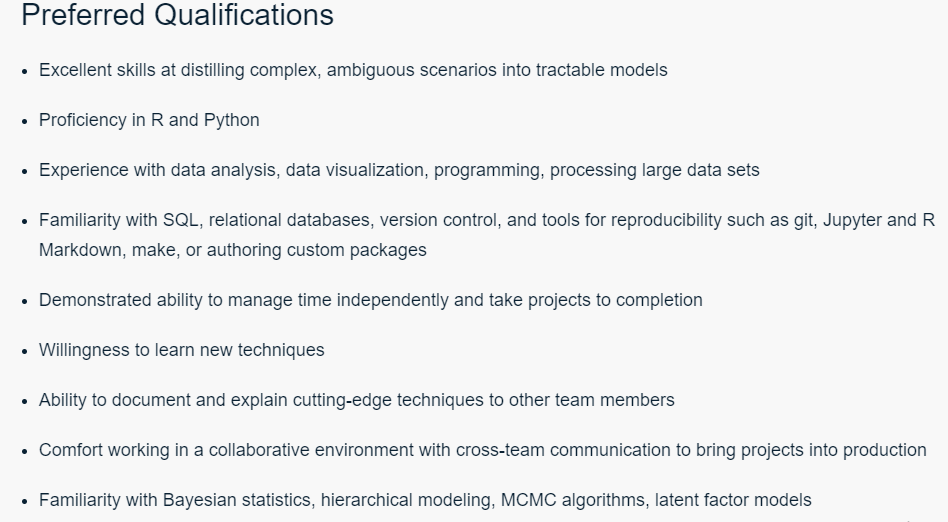 Preferred Qualifications
• Excellent skills at distilling complex, ambiguous scenarios into tractable models
• Proficiency in R and Python
• Experience with data analysis, data visualization, programming, processing large data sets
• Familiarity with SQL, relational databases, version control, and tools for reproducibility such as git, Jupyter and R
Markdown, make, or authoring custom packages
• Demonstrated ability to manage time independently and take projects to completion
• Willingness to learn new techniques
• Ability to document and explain cutting-edge techniques to other team members
• Comfort working in a collaborative environment with cross-team communication to bring projects into production
• Familiarity with Bayesian statistics, hierarchical modeling, MCMC algorithms, latent factor models